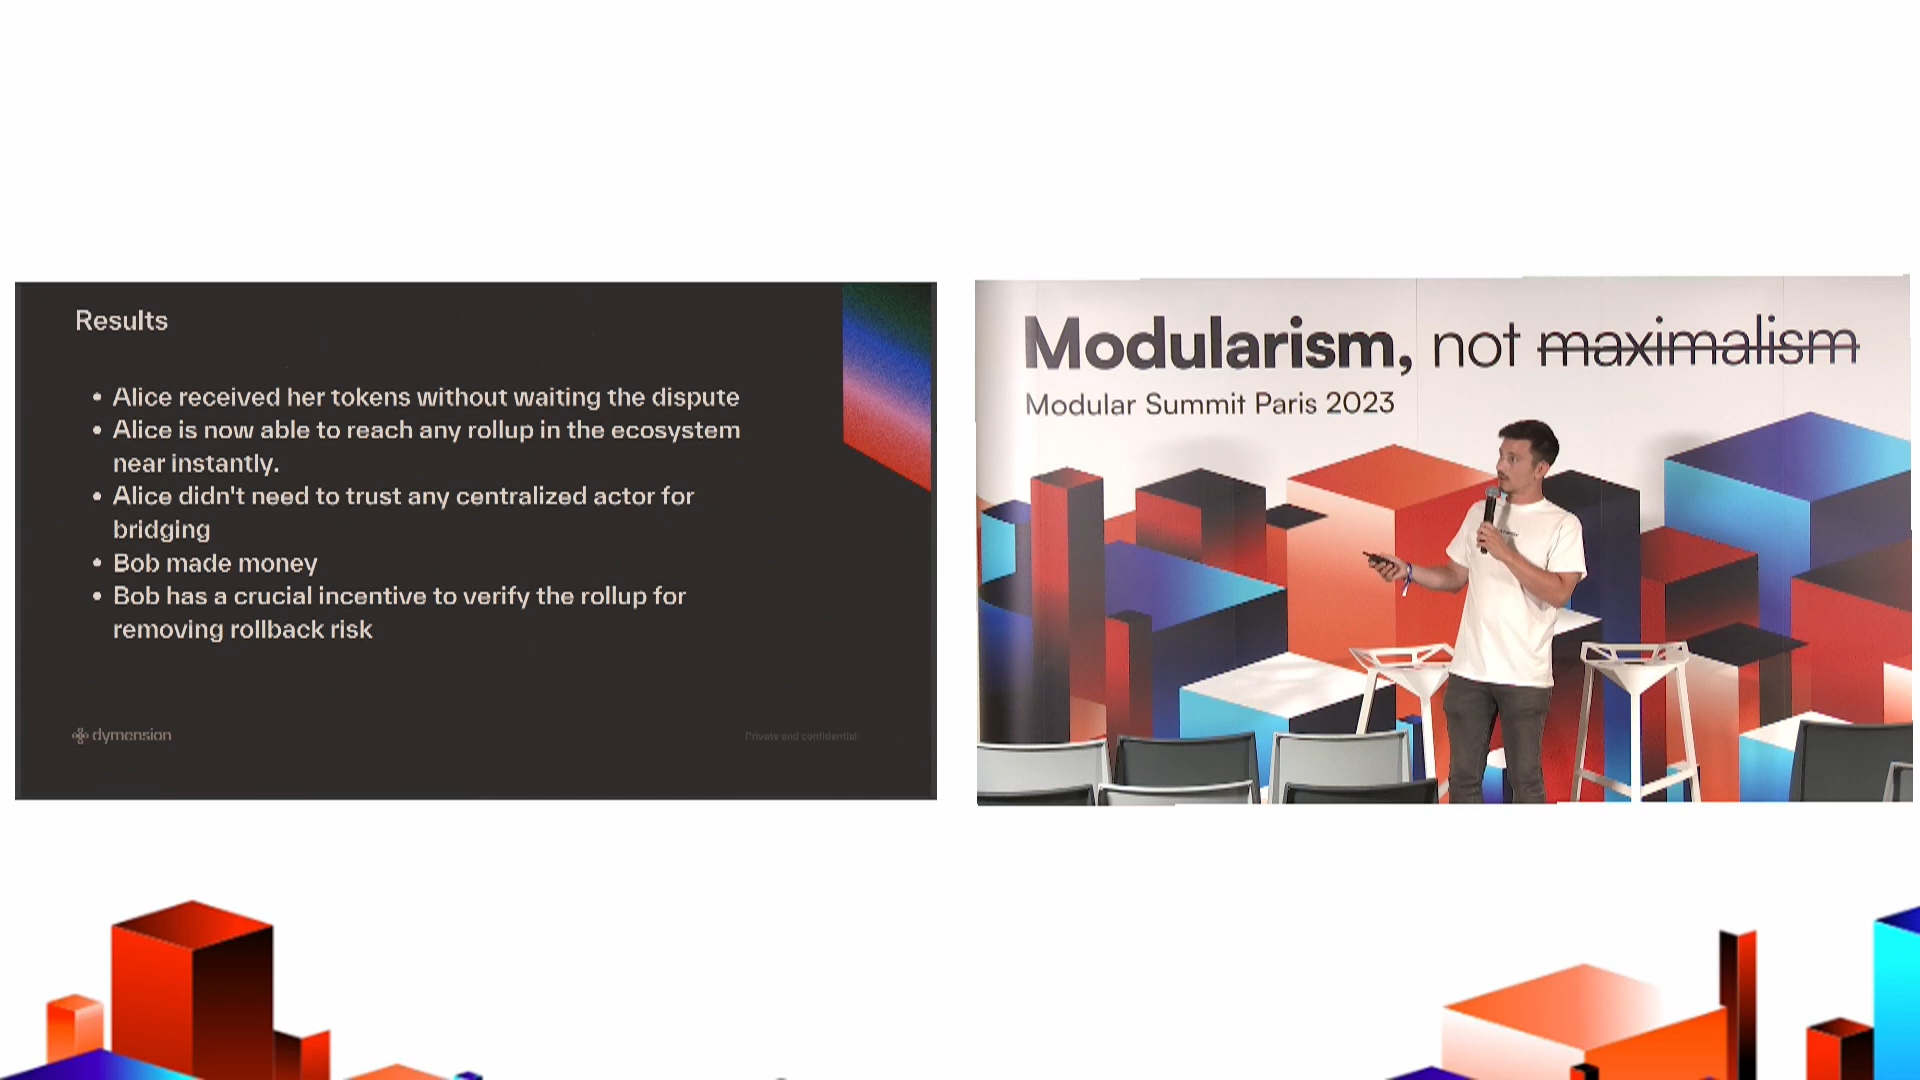 Results
• Alice received her tokens without waiting the dispute
• Alice is now able to reach any rollup in the ecosystem
near instantly.
• Alice didn't need to trust any centralized actor for
bridging
• Bob made money
• Bob has a crucial incentive to verify the rollup for
removing rollback risk
dymension
Private and confidential
Modularism, not maximalism
Modular Summit Paris 2023